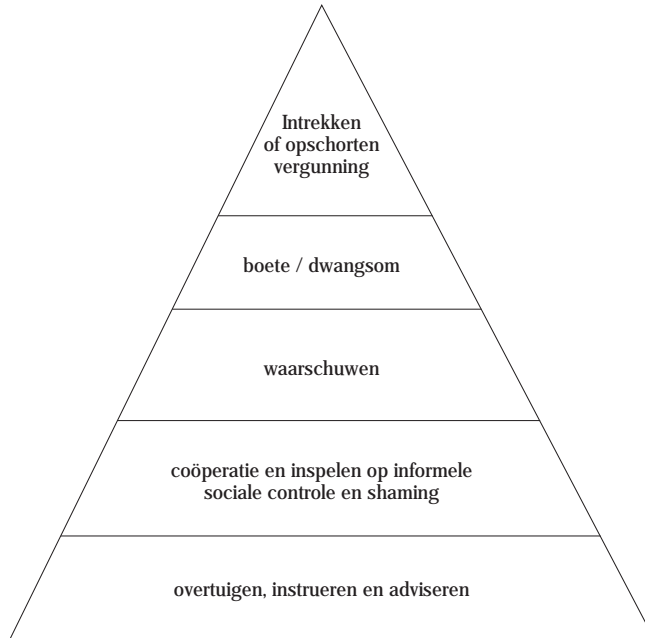 Intrekken
of opschorten
vergunning
boete / dwangsom
waarschuwen
coöperatie en inspelen op informele
sociale controle en shaming
overtuigen, instrueren en adviseren